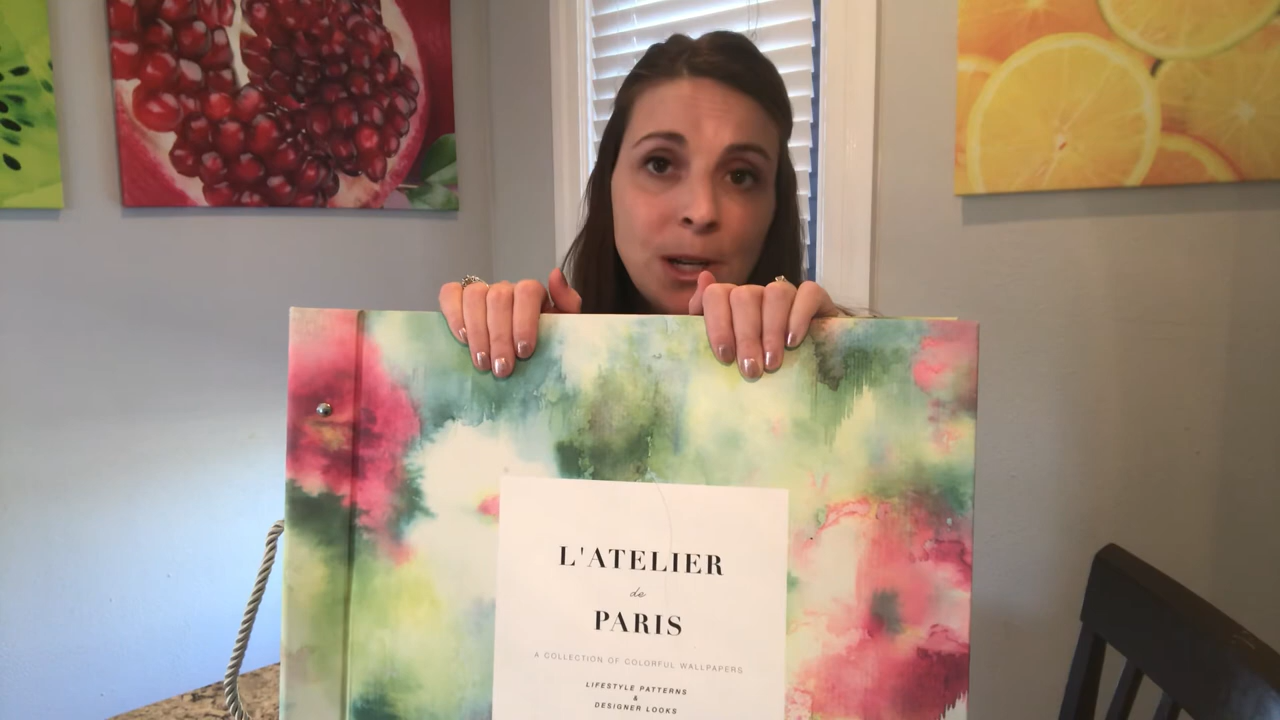 L'ATELIER
de
PARIS
A COLLECTION OF COLORFUL WALLPAPERS
LIFESTYLE PATTERNS
&
DESIGNER LOOKS